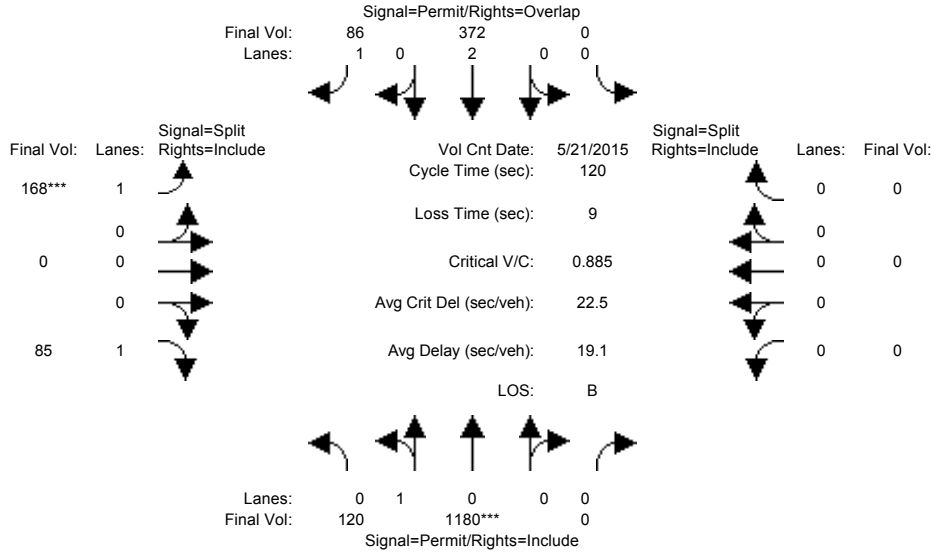 Signal=Permit/Rights=Overlap
Final Vol: 86 372 0
Lanes: 1 0 2 0 0
Signal=Split Signal=Split
Final Vol: Lanes: Rights=Include Vol Cnt Date: 5/21/2015 Rights=Include Lanes: Final Vol:
Cycle Time (sec): 120
168*** 1 0 0
Loss Time (sec): 9
0 0
0 0 Critical V/C: 0.885 0 0
0 Avg Crit Del (sec/veh): 22.5 0
85 1 Avg Delay (sec/veh): 19.1 0 0
LOS: B
Lanes: 0 1 0 0 0
Final Vol: 120 1180*** 0
Signal=Permit/Rights=Include